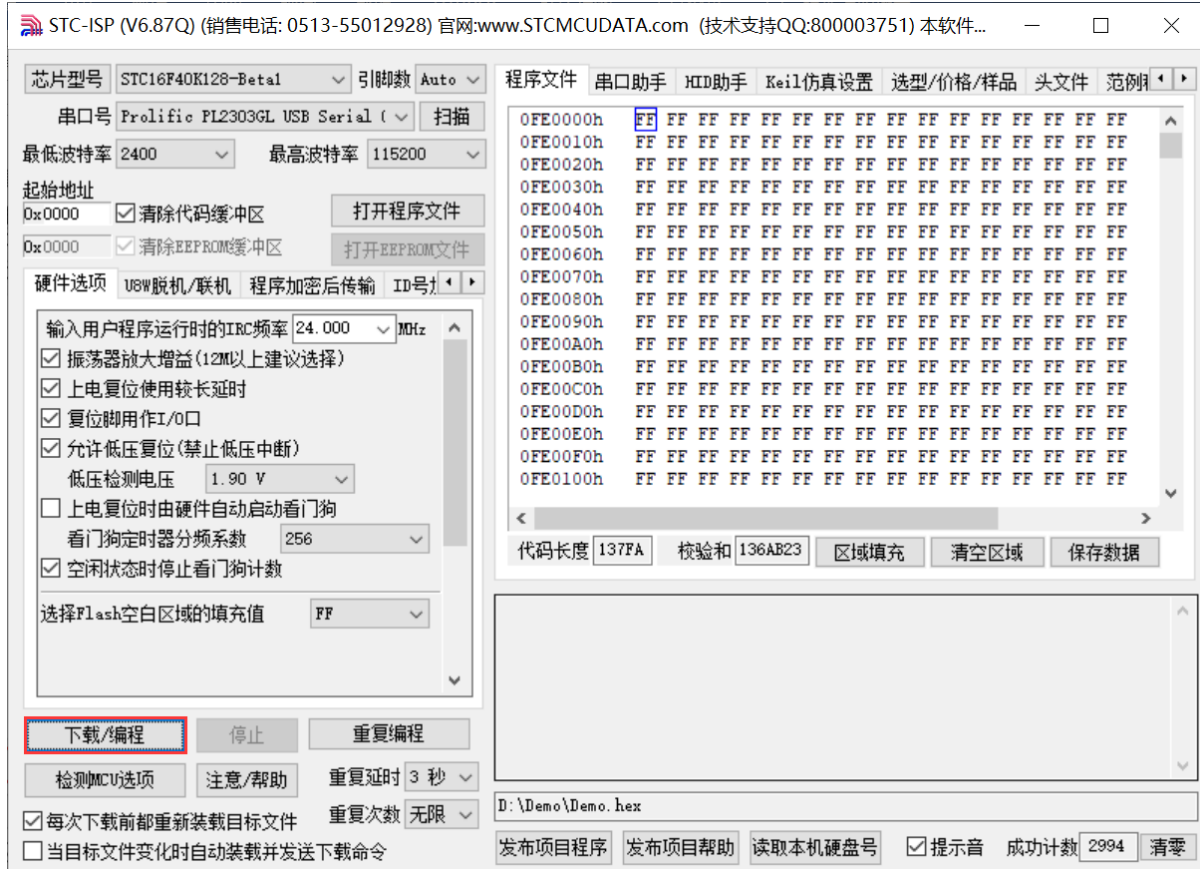 STC-ISP (V6.87Q) (销售电话: 0513-55012928) 官网:www.STCMCUDATA.com (技术支持QQ:800003751) 本软件...
芯片型号 STC16F40K128-Beta1 引脚数 Auto
串口号 Prolific PL2303GL USB Serial ( 扫描
最低波特率 2400 最高波特率 115200
起始地址
0x0000 清除代码缓冲区 打开程序文件
0x0000 清除EEPROM缓冲区 打开EEPROM文件
硬件选项 U8W脱机/联机 程序加密后传输 ID号
输入用户程序运行时的IRC频率 24.000 MHz
振荡器放大增益(12M以上建议选择)
上电复位使用较长延时
复位脚用作I/O口
允许低压复位(禁止低压中断)
低压检测电压 1.90 V
上电复位时由硬件自动启动看门狗
看门狗定时器分频系数 256
空闲状态时停止看门狗计数
选择Flash空白区域的填充值 FF
下载/编程 停止 重复编程
检测MCU选项 注意/帮助 重复延时 3 秒
重复次数 无限
每次下载前都重新装载目标文件
当目标文件变化时自动装载并发送下载命令
程序文件 串口助手 HID助手 Keil仿真设置 选型/价格/样品 头文件 范例
0FE0000h FF FF FF FF FF FF FF FF FF FF FF FF FF FF FF FF
0FE0010h FF FF FF FF FF FF FF FF FF FF FF FF FF FF FF FF
0FE0020h FF FF FF FF FF FF FF FF FF FF FF FF FF FF FF FF
0FE0030h FF FF FF FF FF FF FF FF FF FF FF FF FF FF FF FF
0FE0040h FF FF FF FF FF FF FF FF FF FF FF FF FF FF FF FF
0FE0050h FF FF FF FF FF FF FF FF FF FF FF FF FF FF FF FF
0FE0060h FF FF FF FF FF FF FF FF FF FF FF FF FF FF FF FF
0FE0070h FF FF FF FF FF FF FF FF FF FF FF FF FF FF FF FF
0FE0080h FF FF FF FF FF FF FF FF FF FF FF FF FF FF FF FF
0FE0090h FF FF FF FF FF FF FF FF FF FF FF FF FF FF FF FF
0FE00A0h FF FF FF FF FF FF FF FF FF FF FF FF FF FF FF FF
0FE00B0h FF FF FF FF FF FF FF FF FF FF FF FF FF FF FF FF
0FE00C0h FF FF FF FF FF FF FF FF FF FF FF FF FF FF FF FF
0FE00D0h FF FF FF FF FF FF FF FF FF FF FF FF FF FF FF FF
0FE00E0h FF FF FF FF FF FF FF FF FF FF FF FF FF FF FF FF
0FE00F0h FF FF FF FF FF FF FF FF FF FF FF FF FF FF FF FF
0FE0100h FF FF FF FF FF FF FF FF FF FF FF FF FF FF FF FF
代码长度 137FA 校验和 136AB23 区域填充 清空区域 保存数据
D:\Demo\Demo.hex
发布项目程序 发布项目帮助 读取本机硬盘号 提示音 成功计数 2994 清零